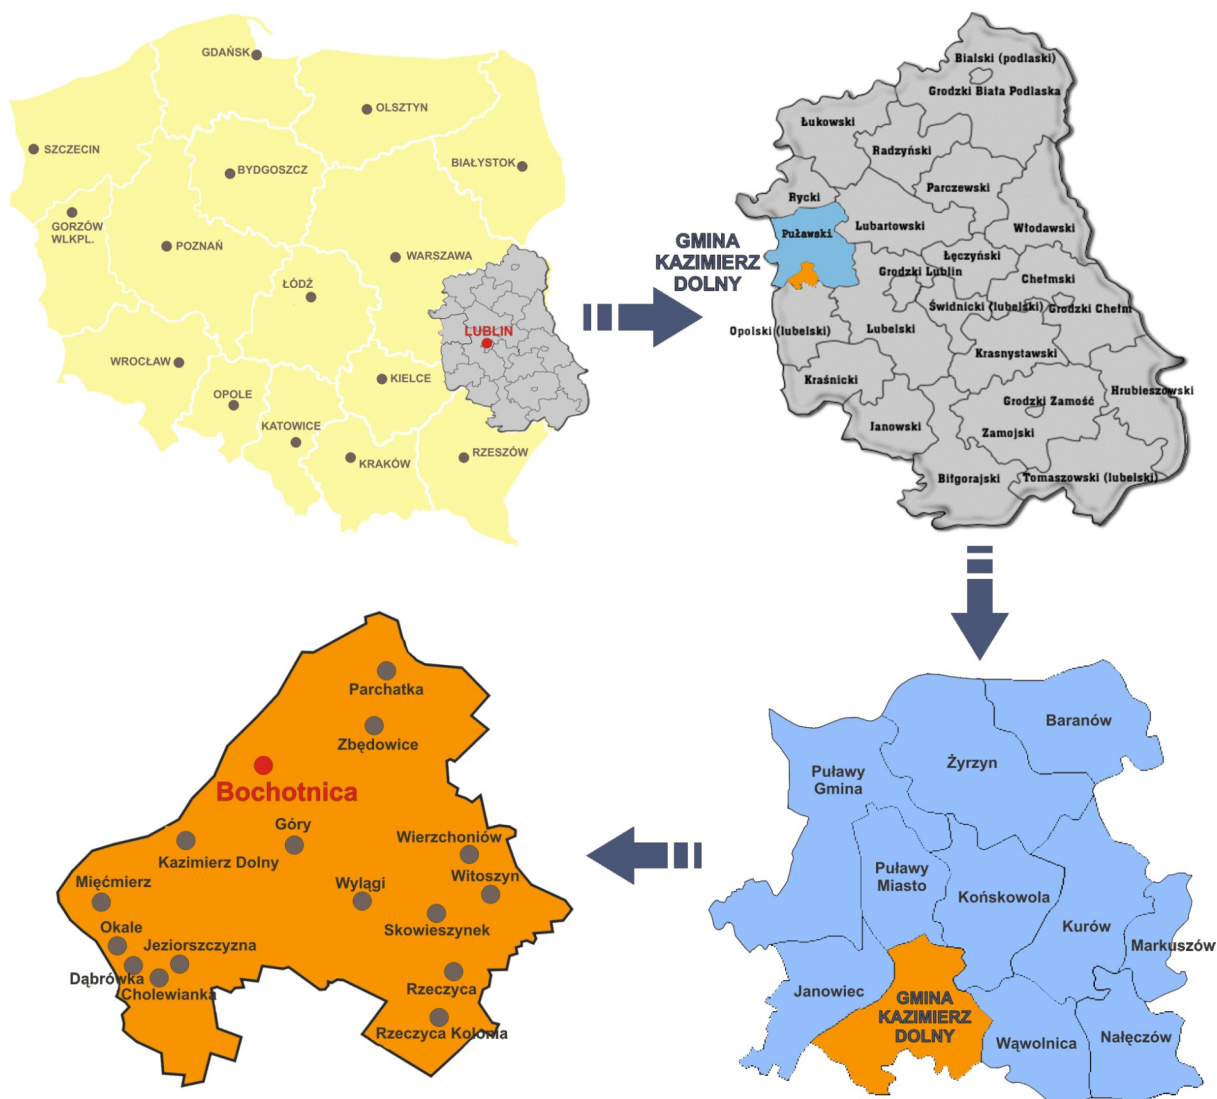 GDAŃSK
OLSZTYN
SZCZECIN
BYDGOSZCZ
BIAŁYSTOK
GORZÓW
WLKPL.
POZNAŃ
WARSZAWA
ŁÓDŹ
LUBLIN
WROCŁAW
KIELCE
OPOLE
KATOWICE
KRAKÓW
RZESZÓW
GMINA
KAZIMIERZ
DOLNY
Bialski (podlaski)
Grodzki Biała Podlaska
Łukowski
Radzyński
Parczewski
Rycki
Lubartowski
Włodawski
Puławski
Łęczyński
Grodzki Lublin
Chełmski
Świdnicki (lubelski)
Grodzki Chełm
Opolski (lubelski)
Lubelski
Krasnystawski
Kraśnicki
Hrubieszowski
Grodzki Zamość
Janowski
Zamojski
Biłgorajski
Tomaszowski (lubelski)
Baranów
Żyrzyn
Puławy
Gmina
Puławy
Miasto
Końskowola
Kurów
Markuszów
Janowiec
GMINA
KAZIMIERZ
DOLNY
Wąwolnica
Nałęczów
Parchatka
Zbędowice
Bochotnica
Góry
Wierzchoniów
Kazimierz Dolny
Mięćmierz
Wylągi
Witoszyn
Okale
Skowieszynek
Jeziorszczyzna
Dąbrówka
Cholewianka
Rzeczyca
Rzeczyca Kolonia